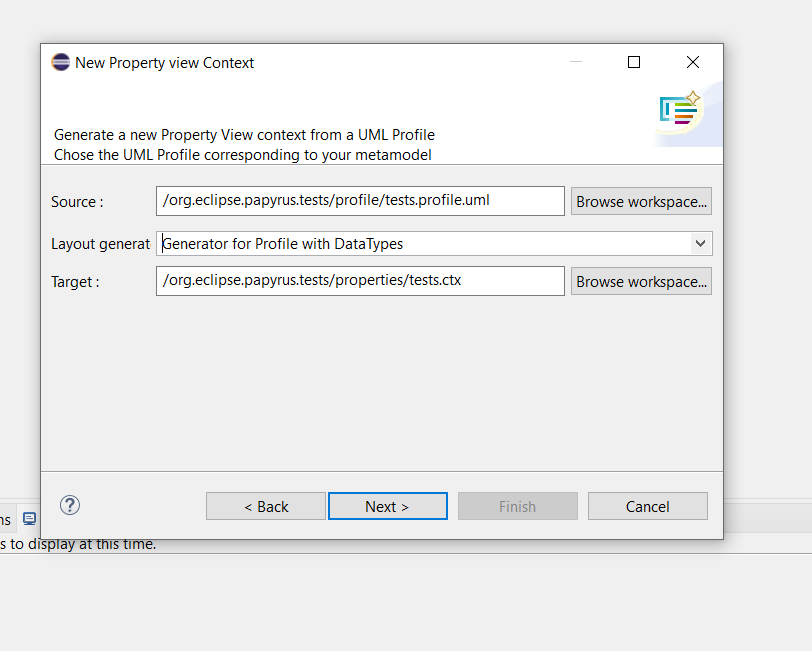 New Property view Context
Generate a new Property View context from a UML Profile
Chose the UML Profile corresponding to your metamodel
Source : /org.eclipse.papyrus.tests/profile/tests.profile.uml Browse workspace...
Layout generat Generator for Profile with DataTypes
Target : /org.eclipse.papyrus.tests/properties/tests.ctx Browse workspace...
? < Back Next > Finish Cancel
ns
s to display at this time.